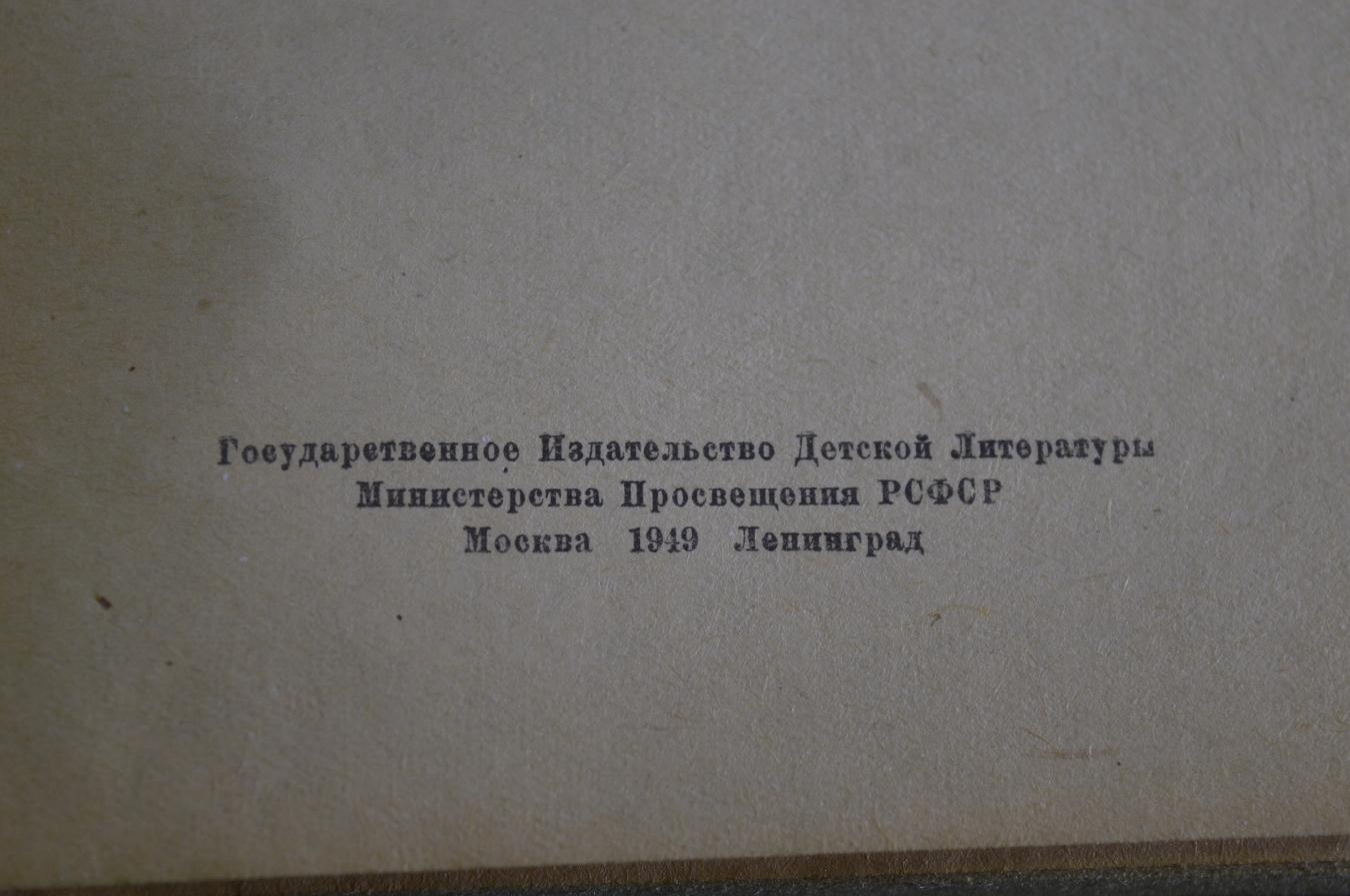 Государственное Издательство Детской Литературы
Министерства Просвещения РСФСР
Москва 1949 Ленинград